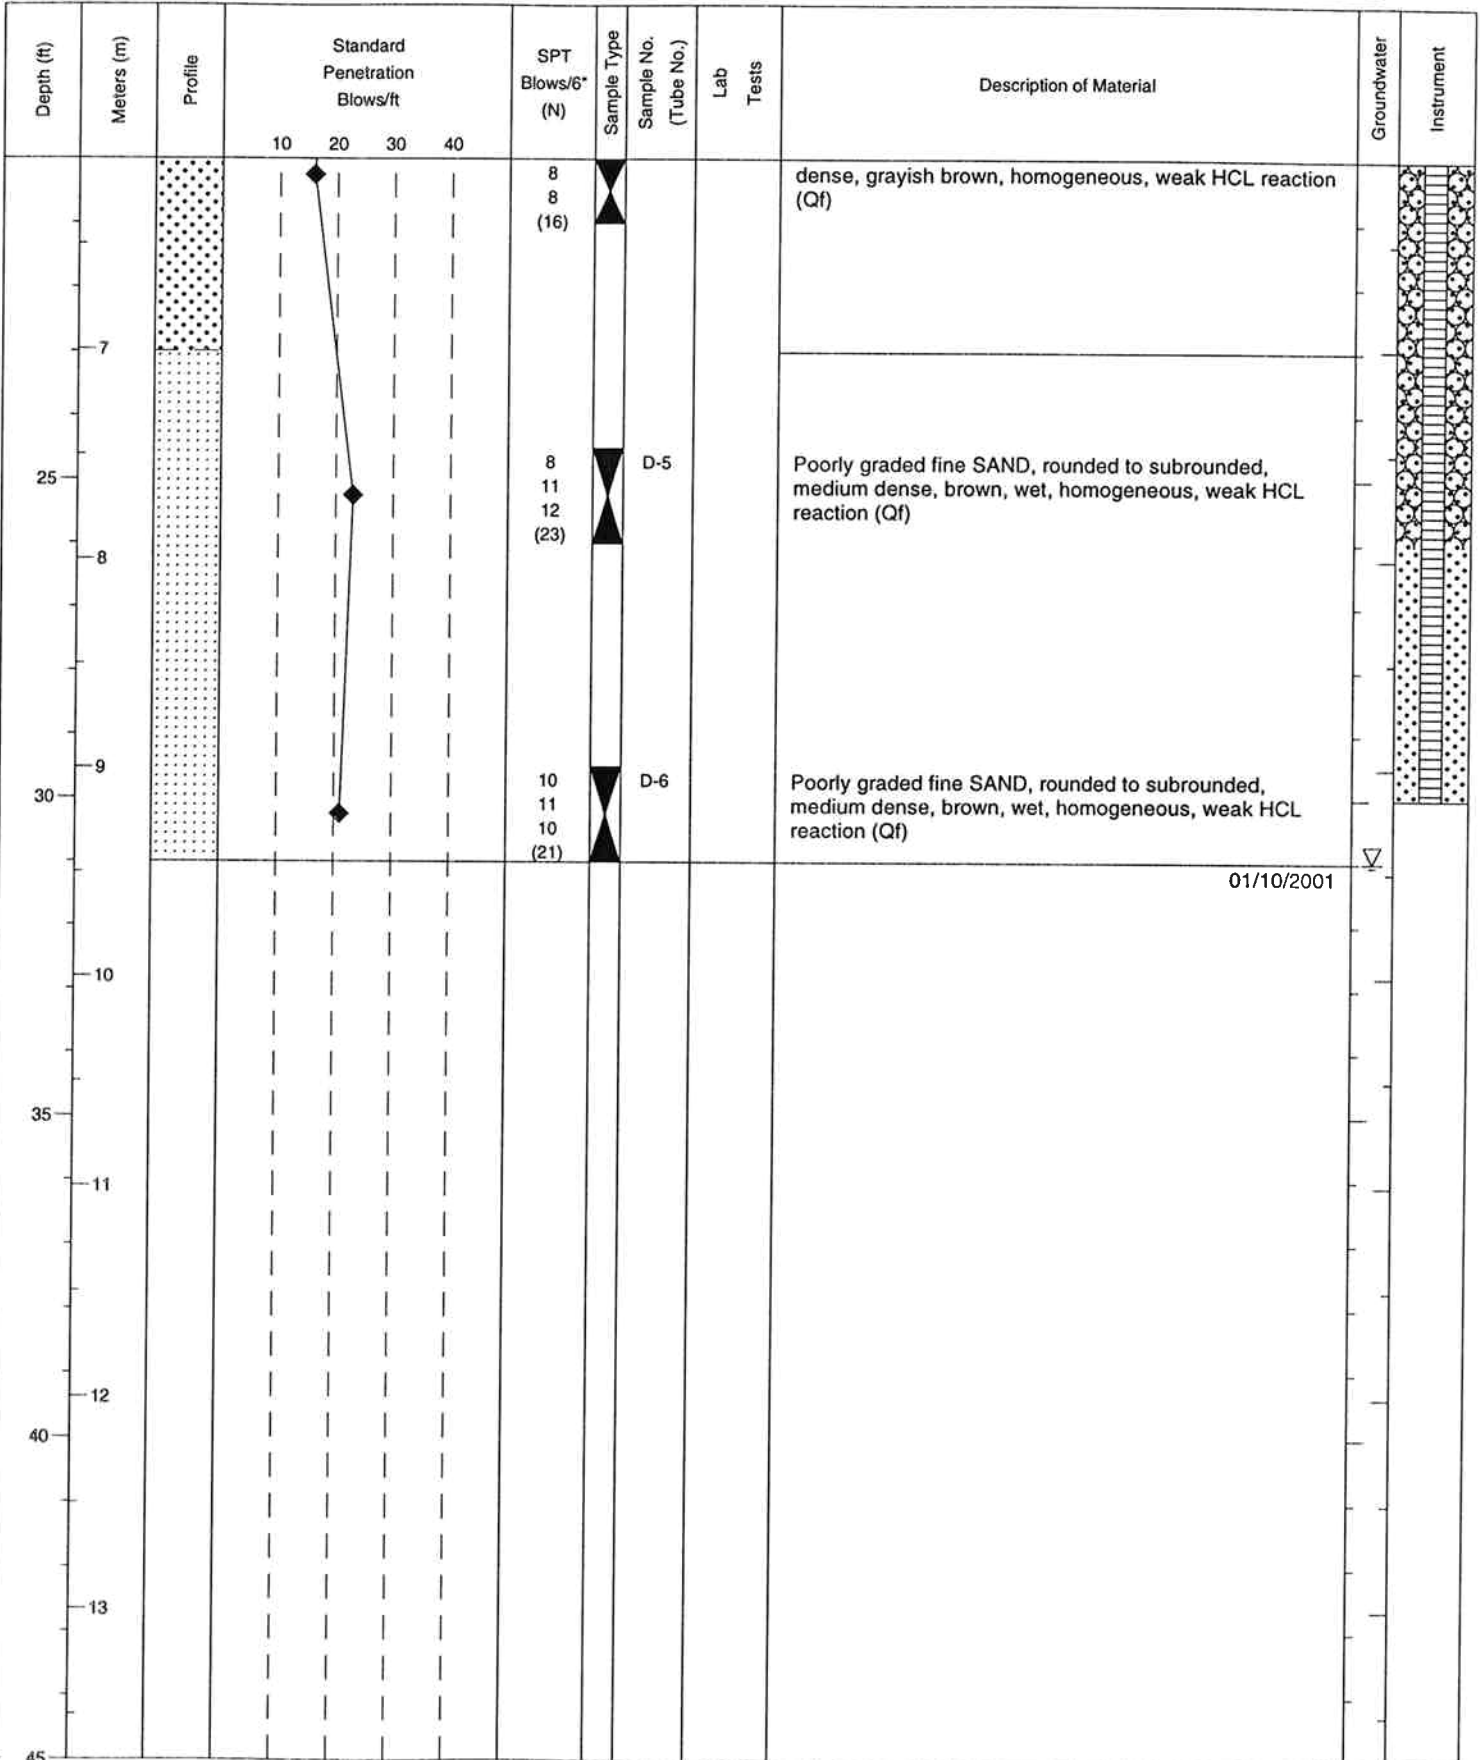 Depth (ft)
Meters (m)
Profile
Standard
Penetration
Blows/ft
10 20 30 40
SPT
Blows/6"
(N)
Sample Type
Sample No.
(Tube No.)
Lab
Tests
Description of Material
Groundwater
Instrument
8
8
(16)
dense, grayish brown, homogeneous, weak HCL reaction
(Qf)
7
25
8
11
12
(23)
D-5
Poorly graded fine SAND, rounded to subrounded,
medium dense, brown, wet, homogeneous, weak HCL
reaction (Qf)
8
9
30
10
11
10
(21)
D-6
Poorly graded fine SAND, rounded to subrounded,
medium dense, brown, wet, homogeneous, weak HCL
reaction (Qf)
01/10/2001
10
35
11
12
40
13
45